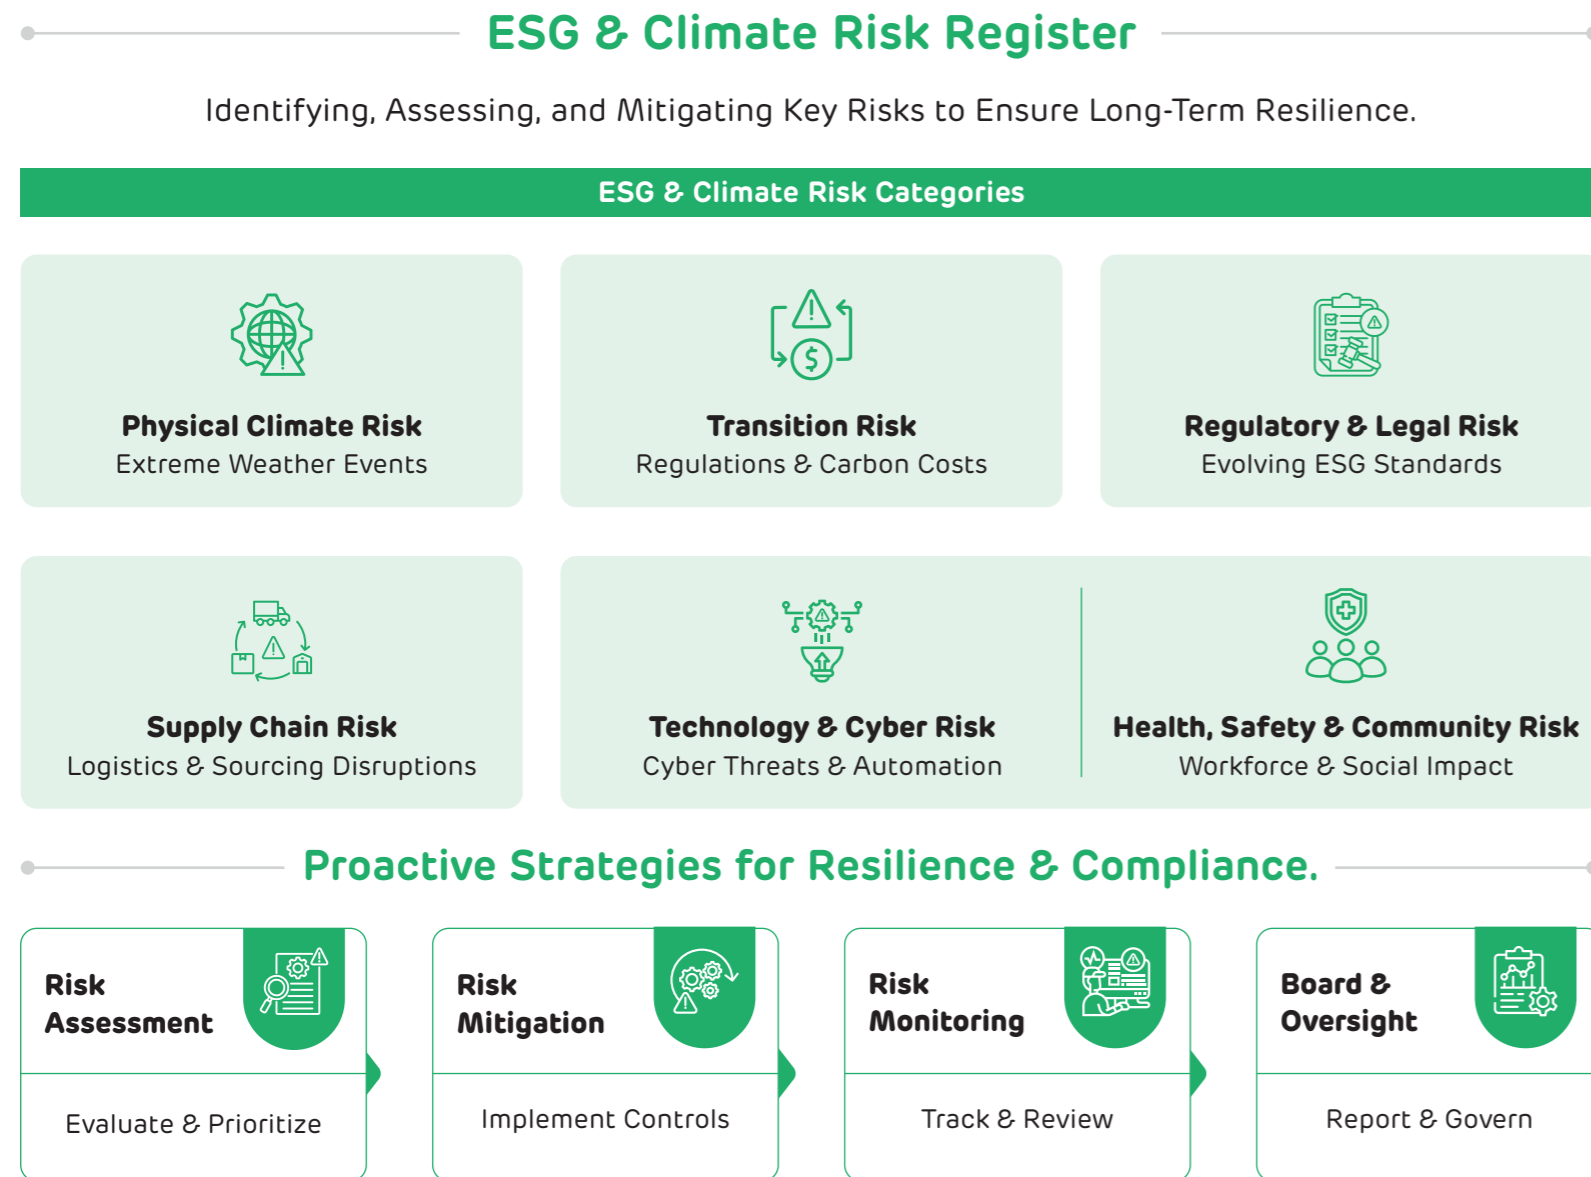 ESG & Climate Risk Register
Identifying, Assessing, and Mitigating Key Risks to Ensure Long-Term Resilience.
ESG & Climate Risk Categories
Physical Climate Risk
Extreme Weather Events
Transition Risk
Regulations & Carbon Costs
Regulatory & Legal Risk
Evolving ESG Standards
Supply Chain Risk
Logistics & Sourcing Disruptions
Technology & Cyber Risk
Cyber Threats & Automation
Health, Safety & Community Risk
Workforce & Social Impact
Proactive Strategies for Resilience & Compliance.
Risk
Assessment
Evaluate & Prioritize
Risk
Mitigation
Implement Controls
Risk
Monitoring
Track & Review
Board &
Oversight
Report & Govern